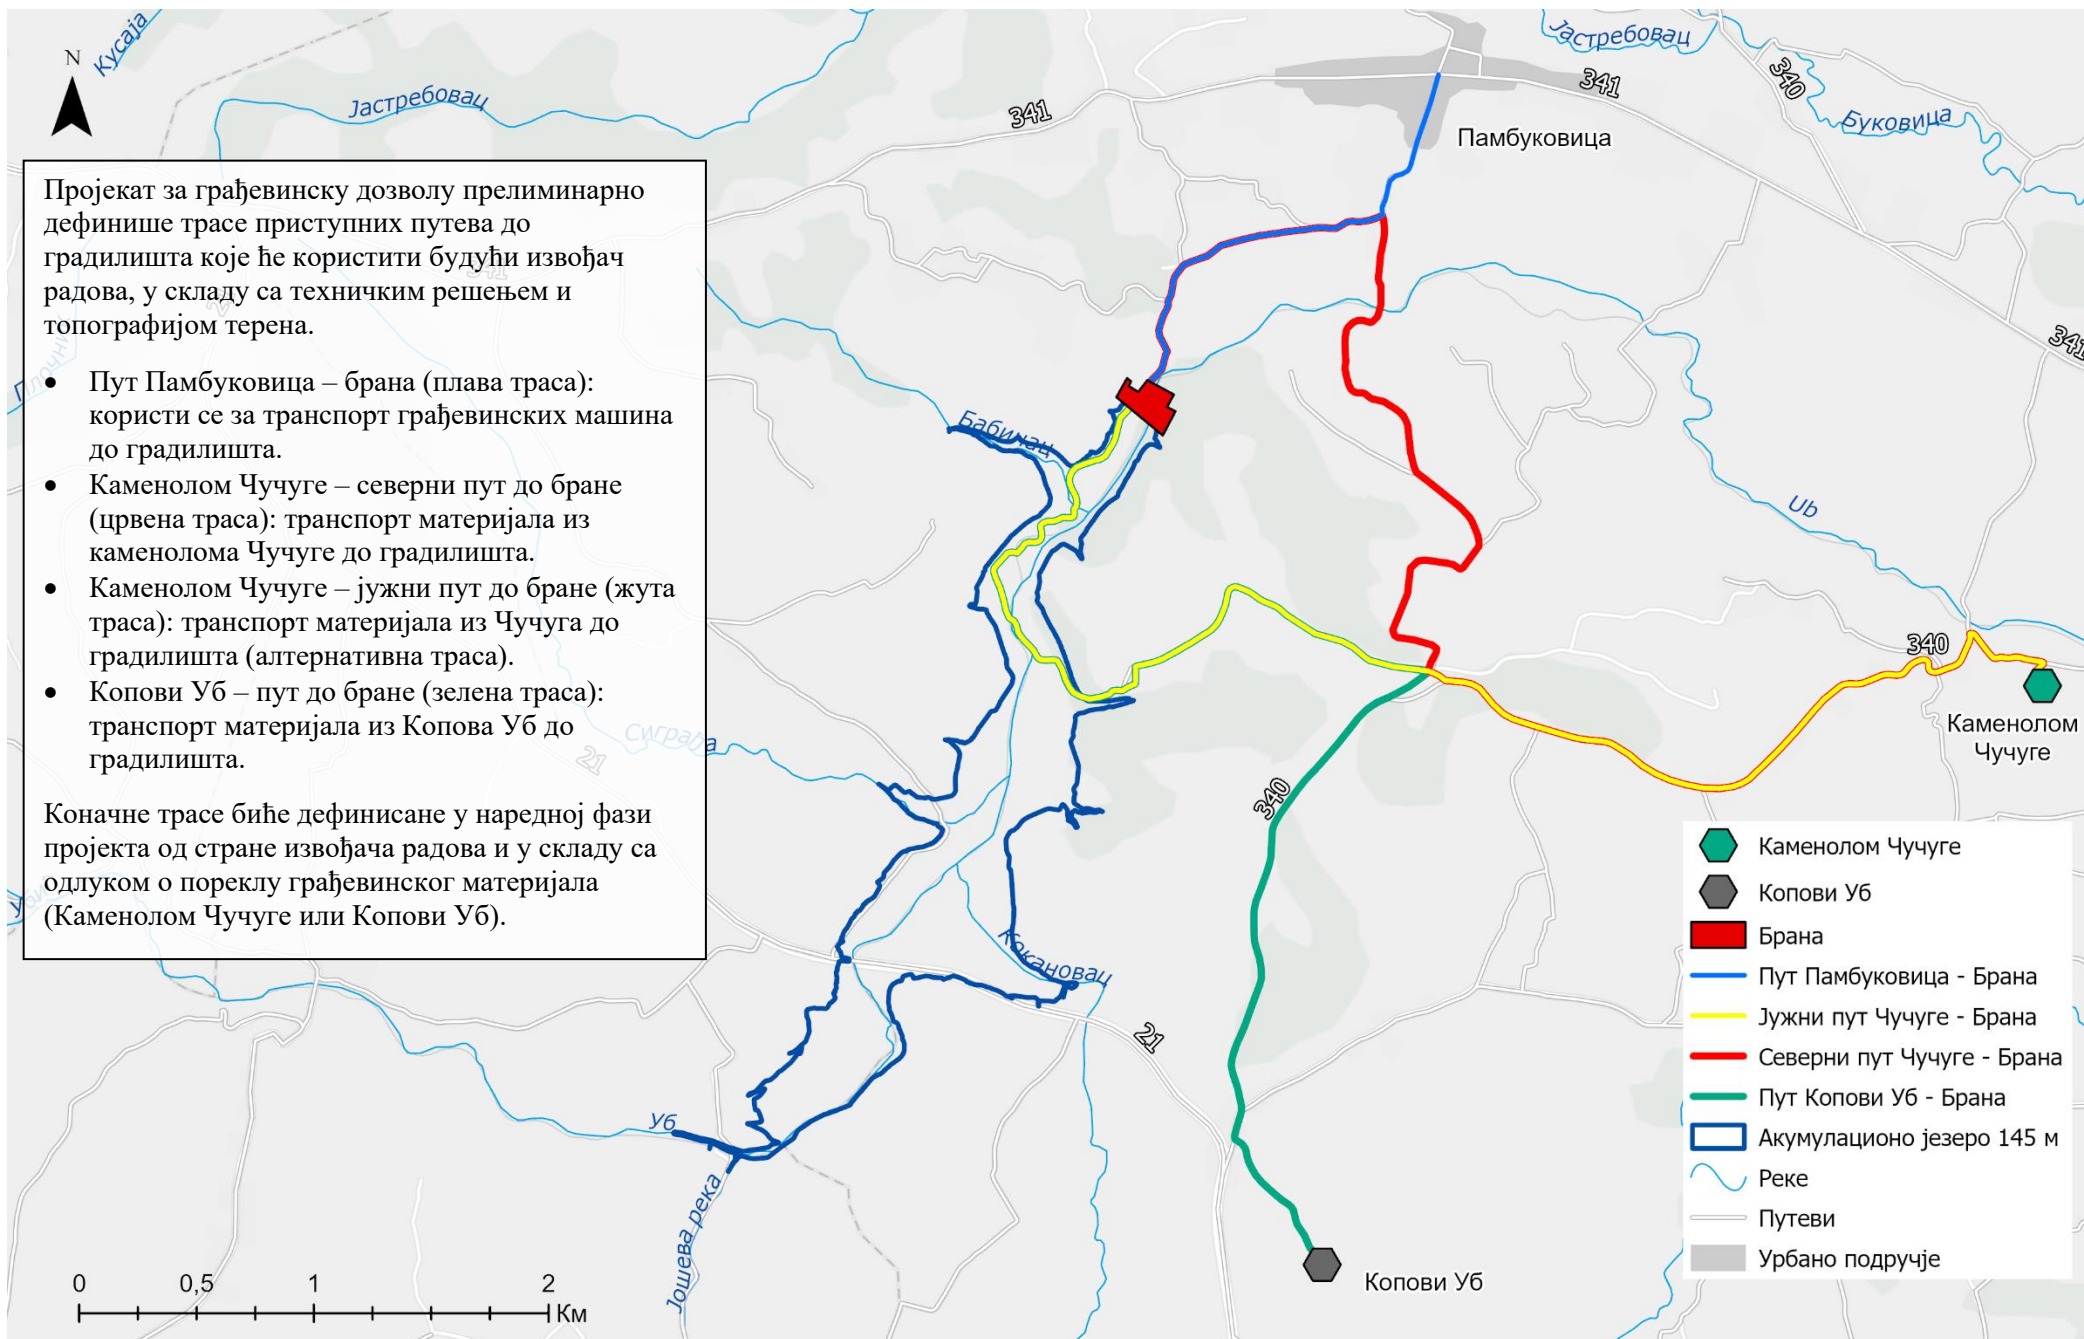 Кусаја
N
Јастребовац
341
Јастребовац
340
341
Буковица
Памбуковица
Пројекат за грађевинску дозволу прелиминарно
дефинише трасе приступних путева до
градилишта које ће користити будући извођач
радова, у складу са техничким решењем и
топографијом терена.
• Пут Памбуковица – брана (плава траса):
користи се за транспорт грађевинских машина
до градилишта.
• Каменолом Чучуге – северни пут до бране
(црвена траса): транспорт материјала из
каменолома Чучуге до градилишта.
• Каменолом Чучуге – јужни пут до бране (жута
траса): транспорт материјала из Чучуга до
градилишта (алтернативна траса).
• Копови Уб – пут до бране (зелена траса):
транспорт материјала из Копова Уб до
градилишта.
Коначне трасе биће дефинисане у наредној фази
пројекта од стране извођача радова и у складу са
одлуком о пореклу грађевинског материјала
(Каменолом Чучуге или Копови Уб).
341
21
341
Бабинац
Ub
340
Каменолом
Чучуге
Сиграђа
21
340
Кокановац
21
Уб
Јошева река
Копови Уб
Каменолом Чучуге
Копови Уб
Брана
Пут Памбуковица - Брана
Јужни пут Чучуге - Брана
Северни пут Чучуге - Брана
Пут Копови Уб - Брана
Акумулационо језеро 145 м
Реке
Путеви
Урбано подручје
0 0,5 1 2
Км